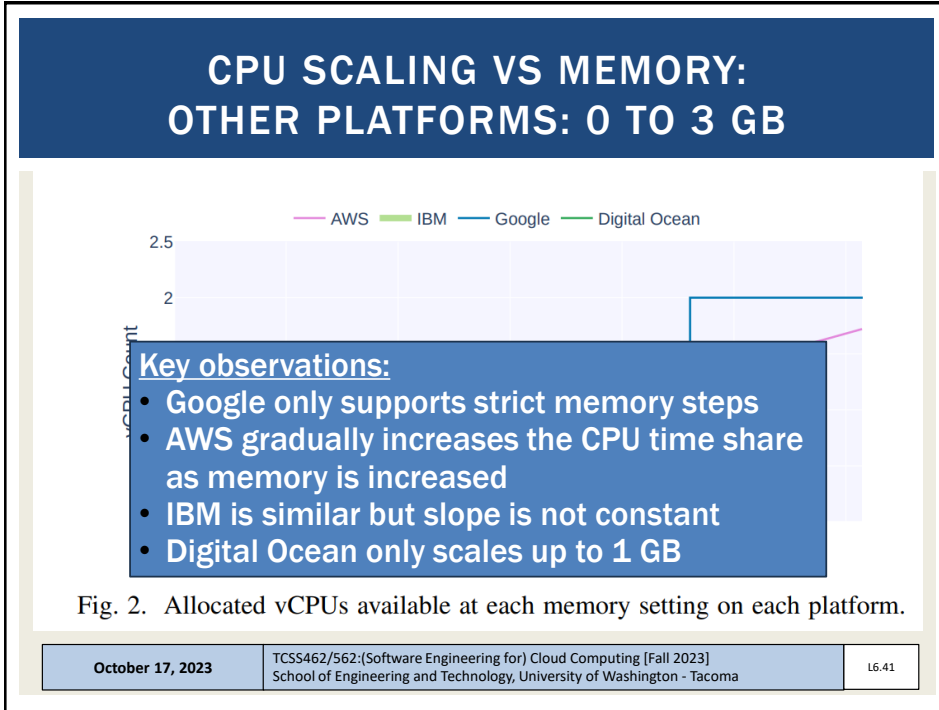 CPU SCALING VS MEMORY:
OTHER PLATFORMS: 0 TO 3 GB
AWS IBM Google Digital Ocean
2.5
2
Key observations:
• Google only supports strict memory steps
• AWS gradually increases the CPU time share
as memory is increased
• IBM is similar but slope is not constant
• Digital Ocean only scales up to 1 GB
Fig. 2. Allocated vCPUs available at each memory setting on each platform.
October 17, 2023
TCSS462/562:(Software Engineering for) Cloud Computing [Fall 2023]
School of Engineering and Technology, University of Washington - Tacoma
L6.41